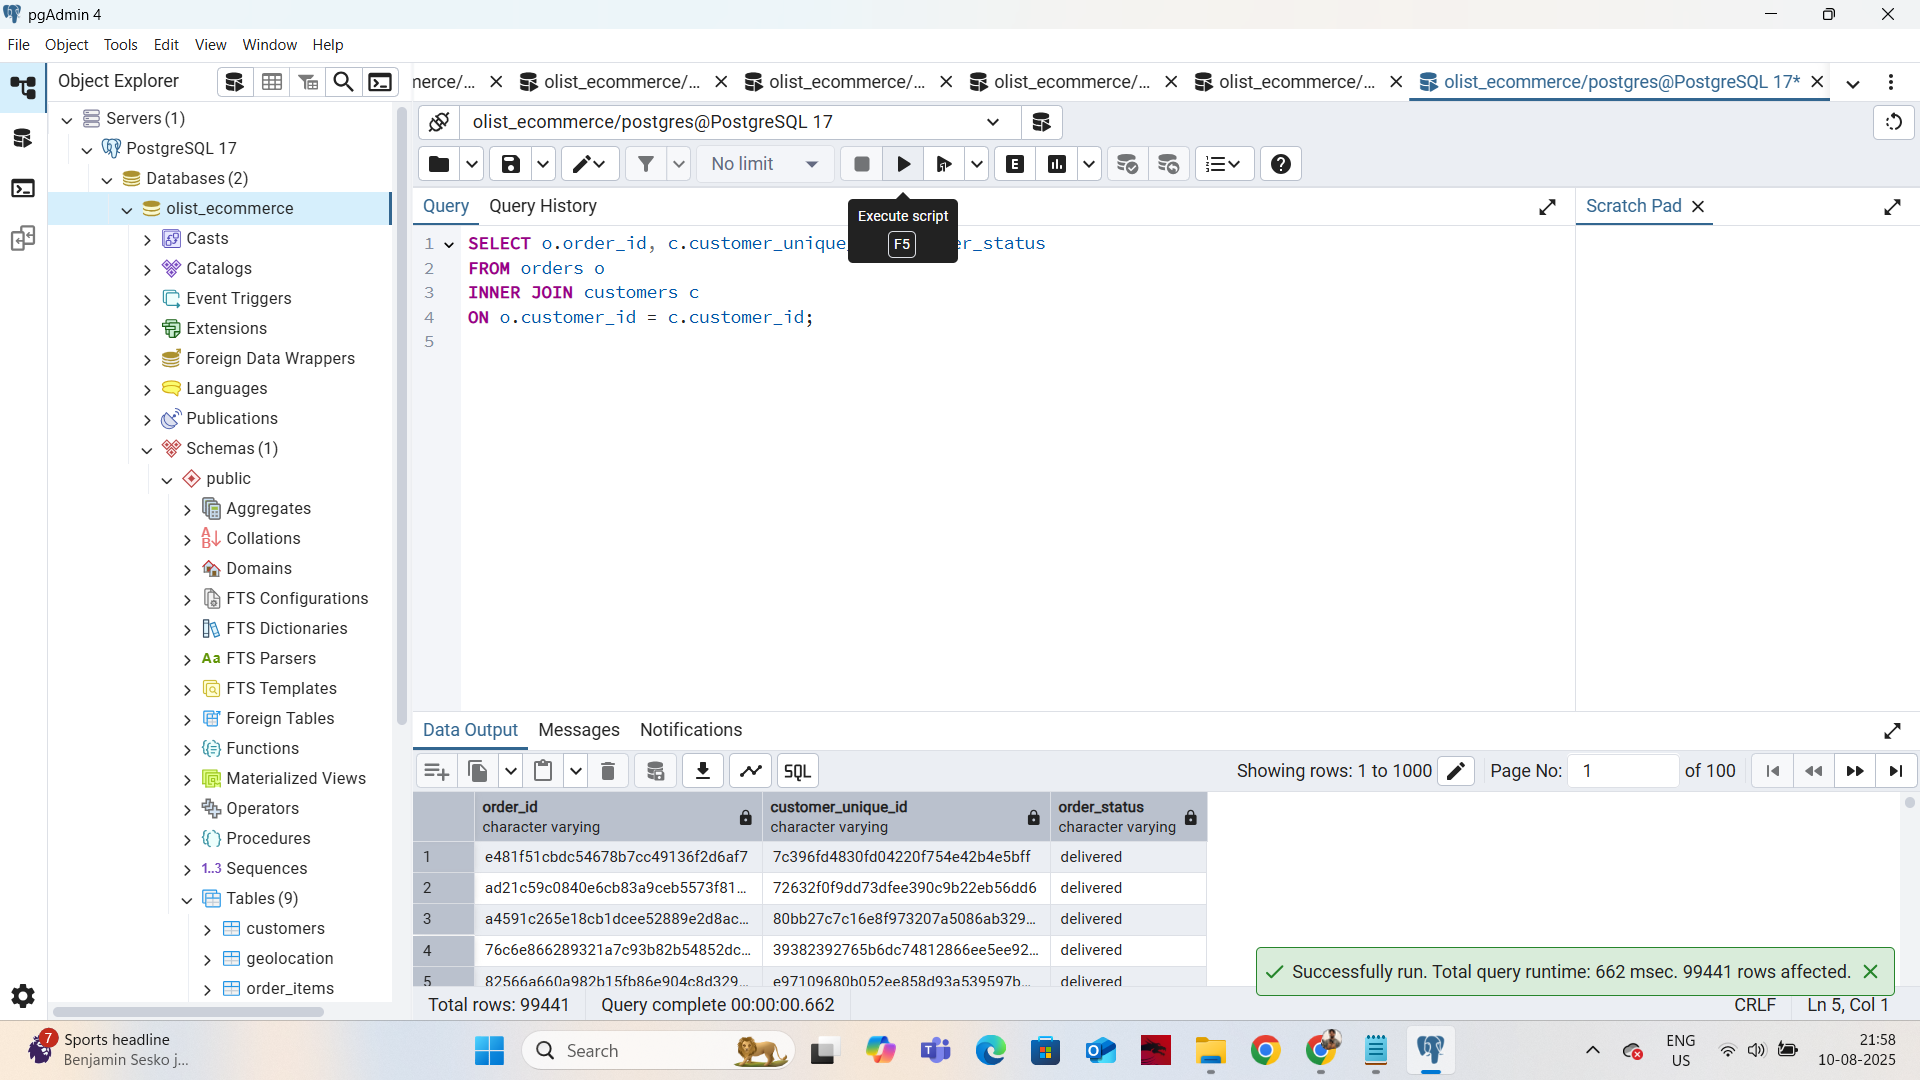 pgAdmin 4
File Object Tools Edit View Window Help
Object Explorer
nerce/... olist_ecommerce/... olist_ecommerce/... olist_ecommerce/... olist_ecommerce/... olist_ecommerce/postgres@PostgreSQL 17*
Servers (1)
PostgreSQL 17
Databases (2)
olist_ecommerce
Casts
Catalogs
Event Triggers
Extensions
Foreign Data Wrappers
Languages
Publications
Schemas (1)
public
Aggregates
Collations
Domains
FTS Configurations
FTS Dictionaries
Aa FTS Parsers
FTS Templates
Foreign Tables
Functions
Materialized Views
Operators
Procedures
1..3 Sequences
Tables (9)
customers
geolocation
order_items
olist_ecommerce/postgres@PostgreSQL 17
No limit
E
Query Query History
Execute script
F5
Scratch Pad
1 SELECT o.order_id, c.customer_unique er_status
2 FROM orders o
3 INNER JOIN customers c
4 ON o.customer_id = c.customer_id;
5
Data Output Messages Notifications
SQL
Showing rows: 1 to 1000 Page No: 1 of 100
order_id customer_unique_id order_status
character varying character varying character varying
1 e481f51cbdc54678b7cc49136f2d6af7 7c396fd4830fd04220f754e42b4e5bff delivered
2 ad21c59c0840e6cb83a9ceb5573f81... 72632f0f9dd73dfee390c9b22eb56dd6 delivered
3 a4591c265e18cb1dcee52889e2d8ac... 80bb27c7c16e8f973207a5086ab329... delivered
4 76c6e866289321a7c93b82b54852dc... 39382392765b6dc74812866ee5ee92... delivered
5 82566a660a982b15fb86e904c8d329... e97109680b052ee858d93a539597b... delivered
Successfully run. Total query runtime: 662 msec. 99441 rows affected.
Total rows: 99441 Query complete 00:00:00.662 CRLF Ln 5, Col 1
7
Sports headline
Benjamin Sesko j...
Search
ENG
US
21:58
10-08-2025